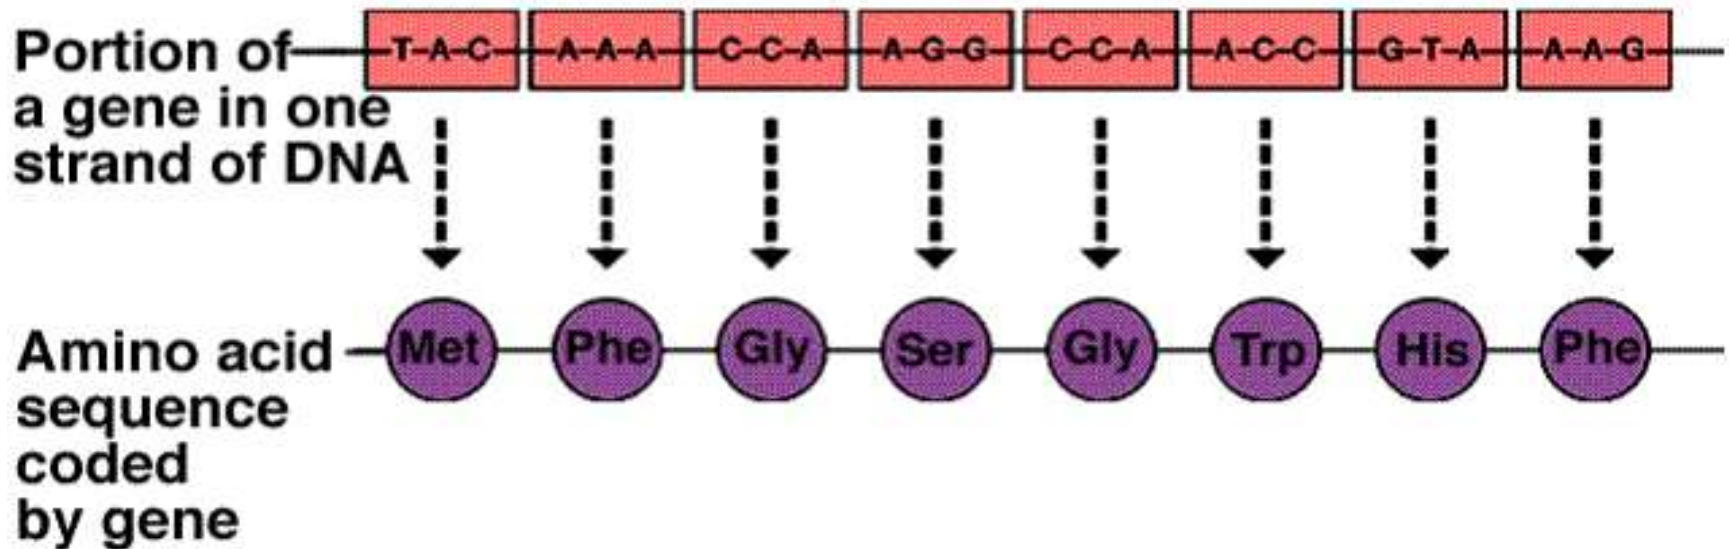 Portion of
a gene in one
strand of DNA
T-A-C A-A-A C-C-A A-G-G C-C-A A-C-C G-T-A A-A-G
Amino acid
sequence
coded
by gene
Met Phe Gly Ser Gly Trp His Phe